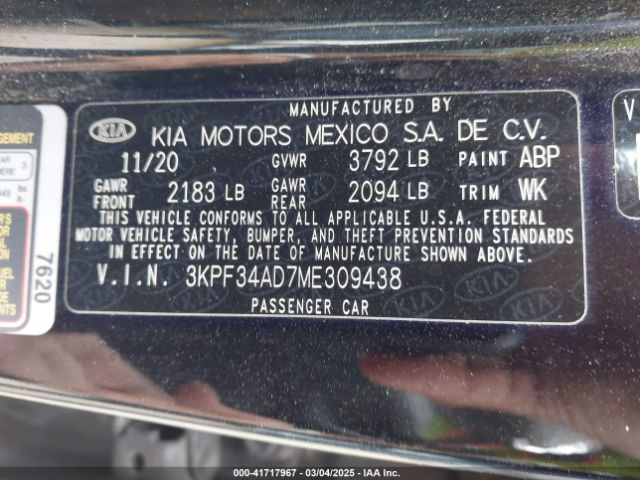 MANUFACTURED BY
KIA KIA MOTORS MEXICO S.A. DE C.V.
11/20 GVWR 3792 LB PAINT ABP
GAWR FRONT 2183 LB GAWR REAR 2094 LB TRIM WK
THIS VEHICLE CONFORMS TO ALL APPLICABLE U.S.A. FEDERAL
MOTOR VEHICLE SAFETY, BUMPER, AND THEFT PREVENTION STANDARDS
IN EFFECT ON THE DATE OF MANUFACTURE SHOWN ABOVE.
V.I.N. 3KPF34AD7ME309438
PASSENGER CAR
7620
000-41717967 • 03/04/2025 • IAA Inc.